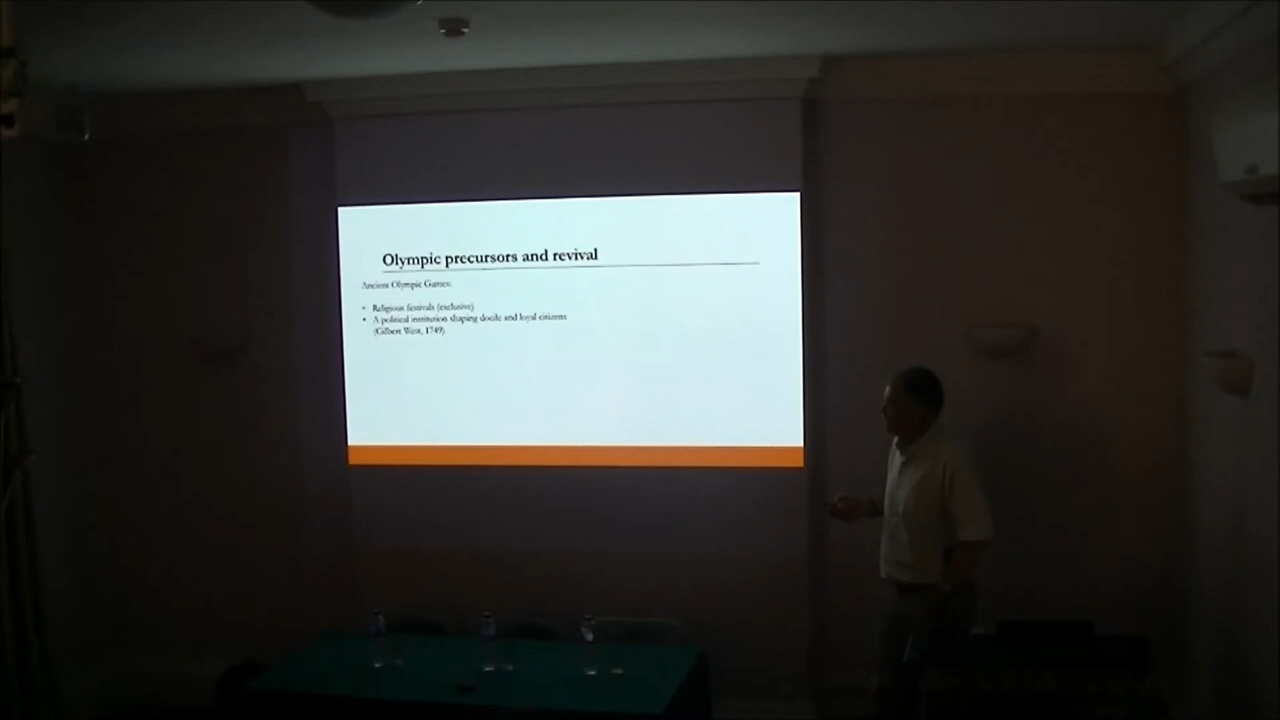 Olympic precursors and revival
Ancient Olympic Games:
• Religious festivals (exclusive)
• A political institution shaping docile and loyal citizens
(Gilbert West, 1749)